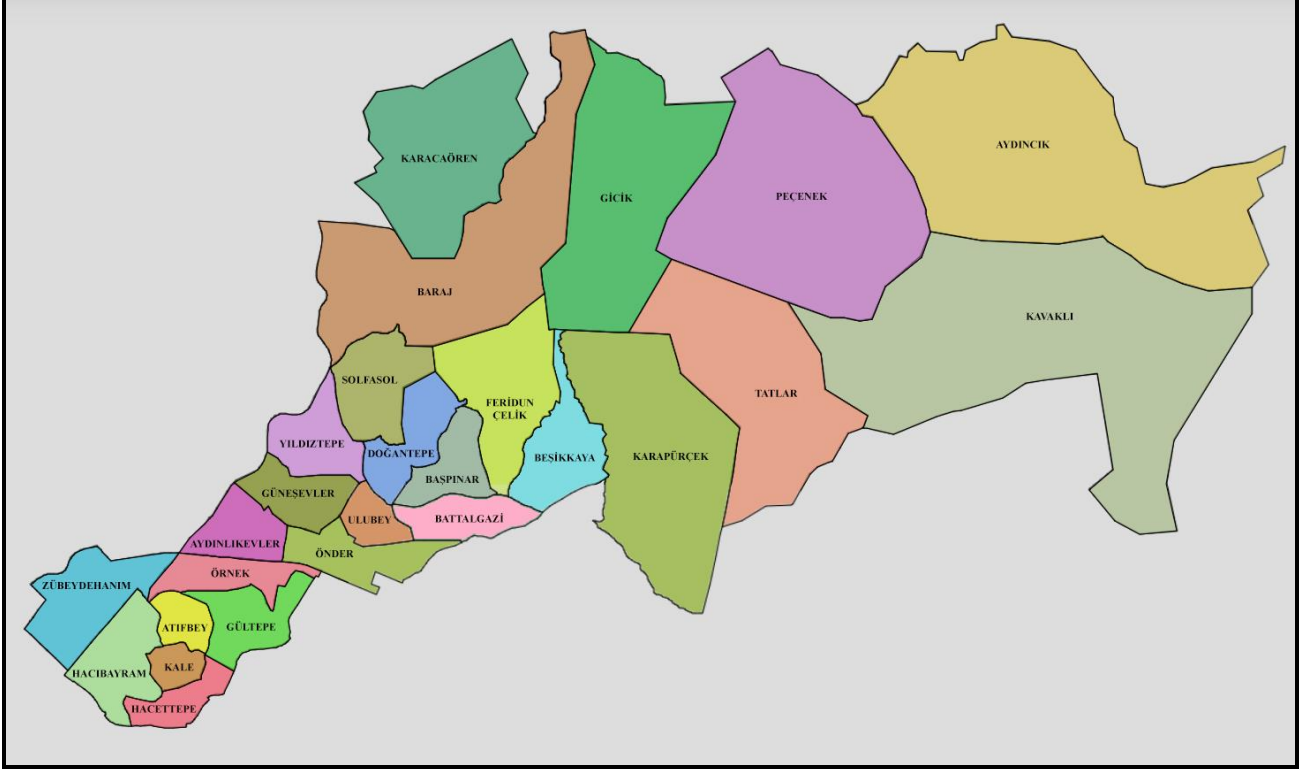 AYDINCIK
KARACAÖREN
PEÇENEK
GİCİK
BARAJ
KAVAKLI
SOLFASOL
TATLAR
FERİDUN
ÇELİK
YILDIZTEPE
DOĞANTEPE
BEŞİKKAYA
KARAPÜRÇEK
BAŞPINAR
GÜNEŞEVLER
ULUBEY
BATTALGAZİ
AYDINLIKEVLER
ÖNDER
ÖRNEK
ZÜBEYDEHANIM
ATIFBEY
GÜLTEPE
KALE
HACIBAYRAM
HACETTEPE